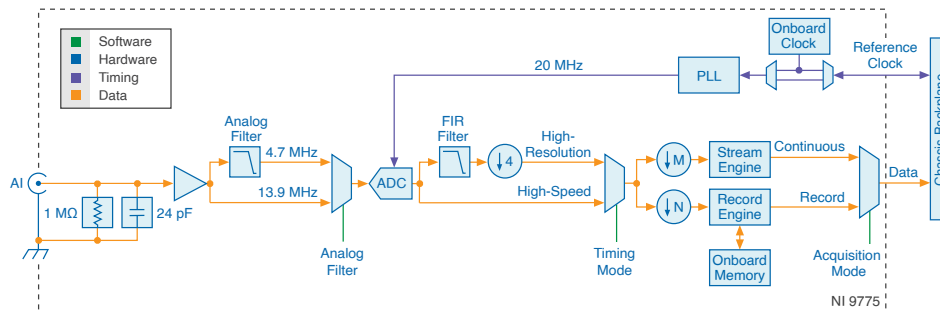 Software
Hardware
Timing
Data
Onboard
Clock
Reference
Clock
20 MHz
PLL
Analog
Filter
4.7 MHz
13.9 MHz
FIR
Filter
4
High-
Resolution
High-Speed
ADC
M
Stream
Engine
Continuous
N
Record
Engine
Record
Data
AI
1 MΩ
24 pF
Analog
Filter
Timing
Mode
Onboard
Memory
Acquisition
Mode
NI 9775
Chassis Backplane